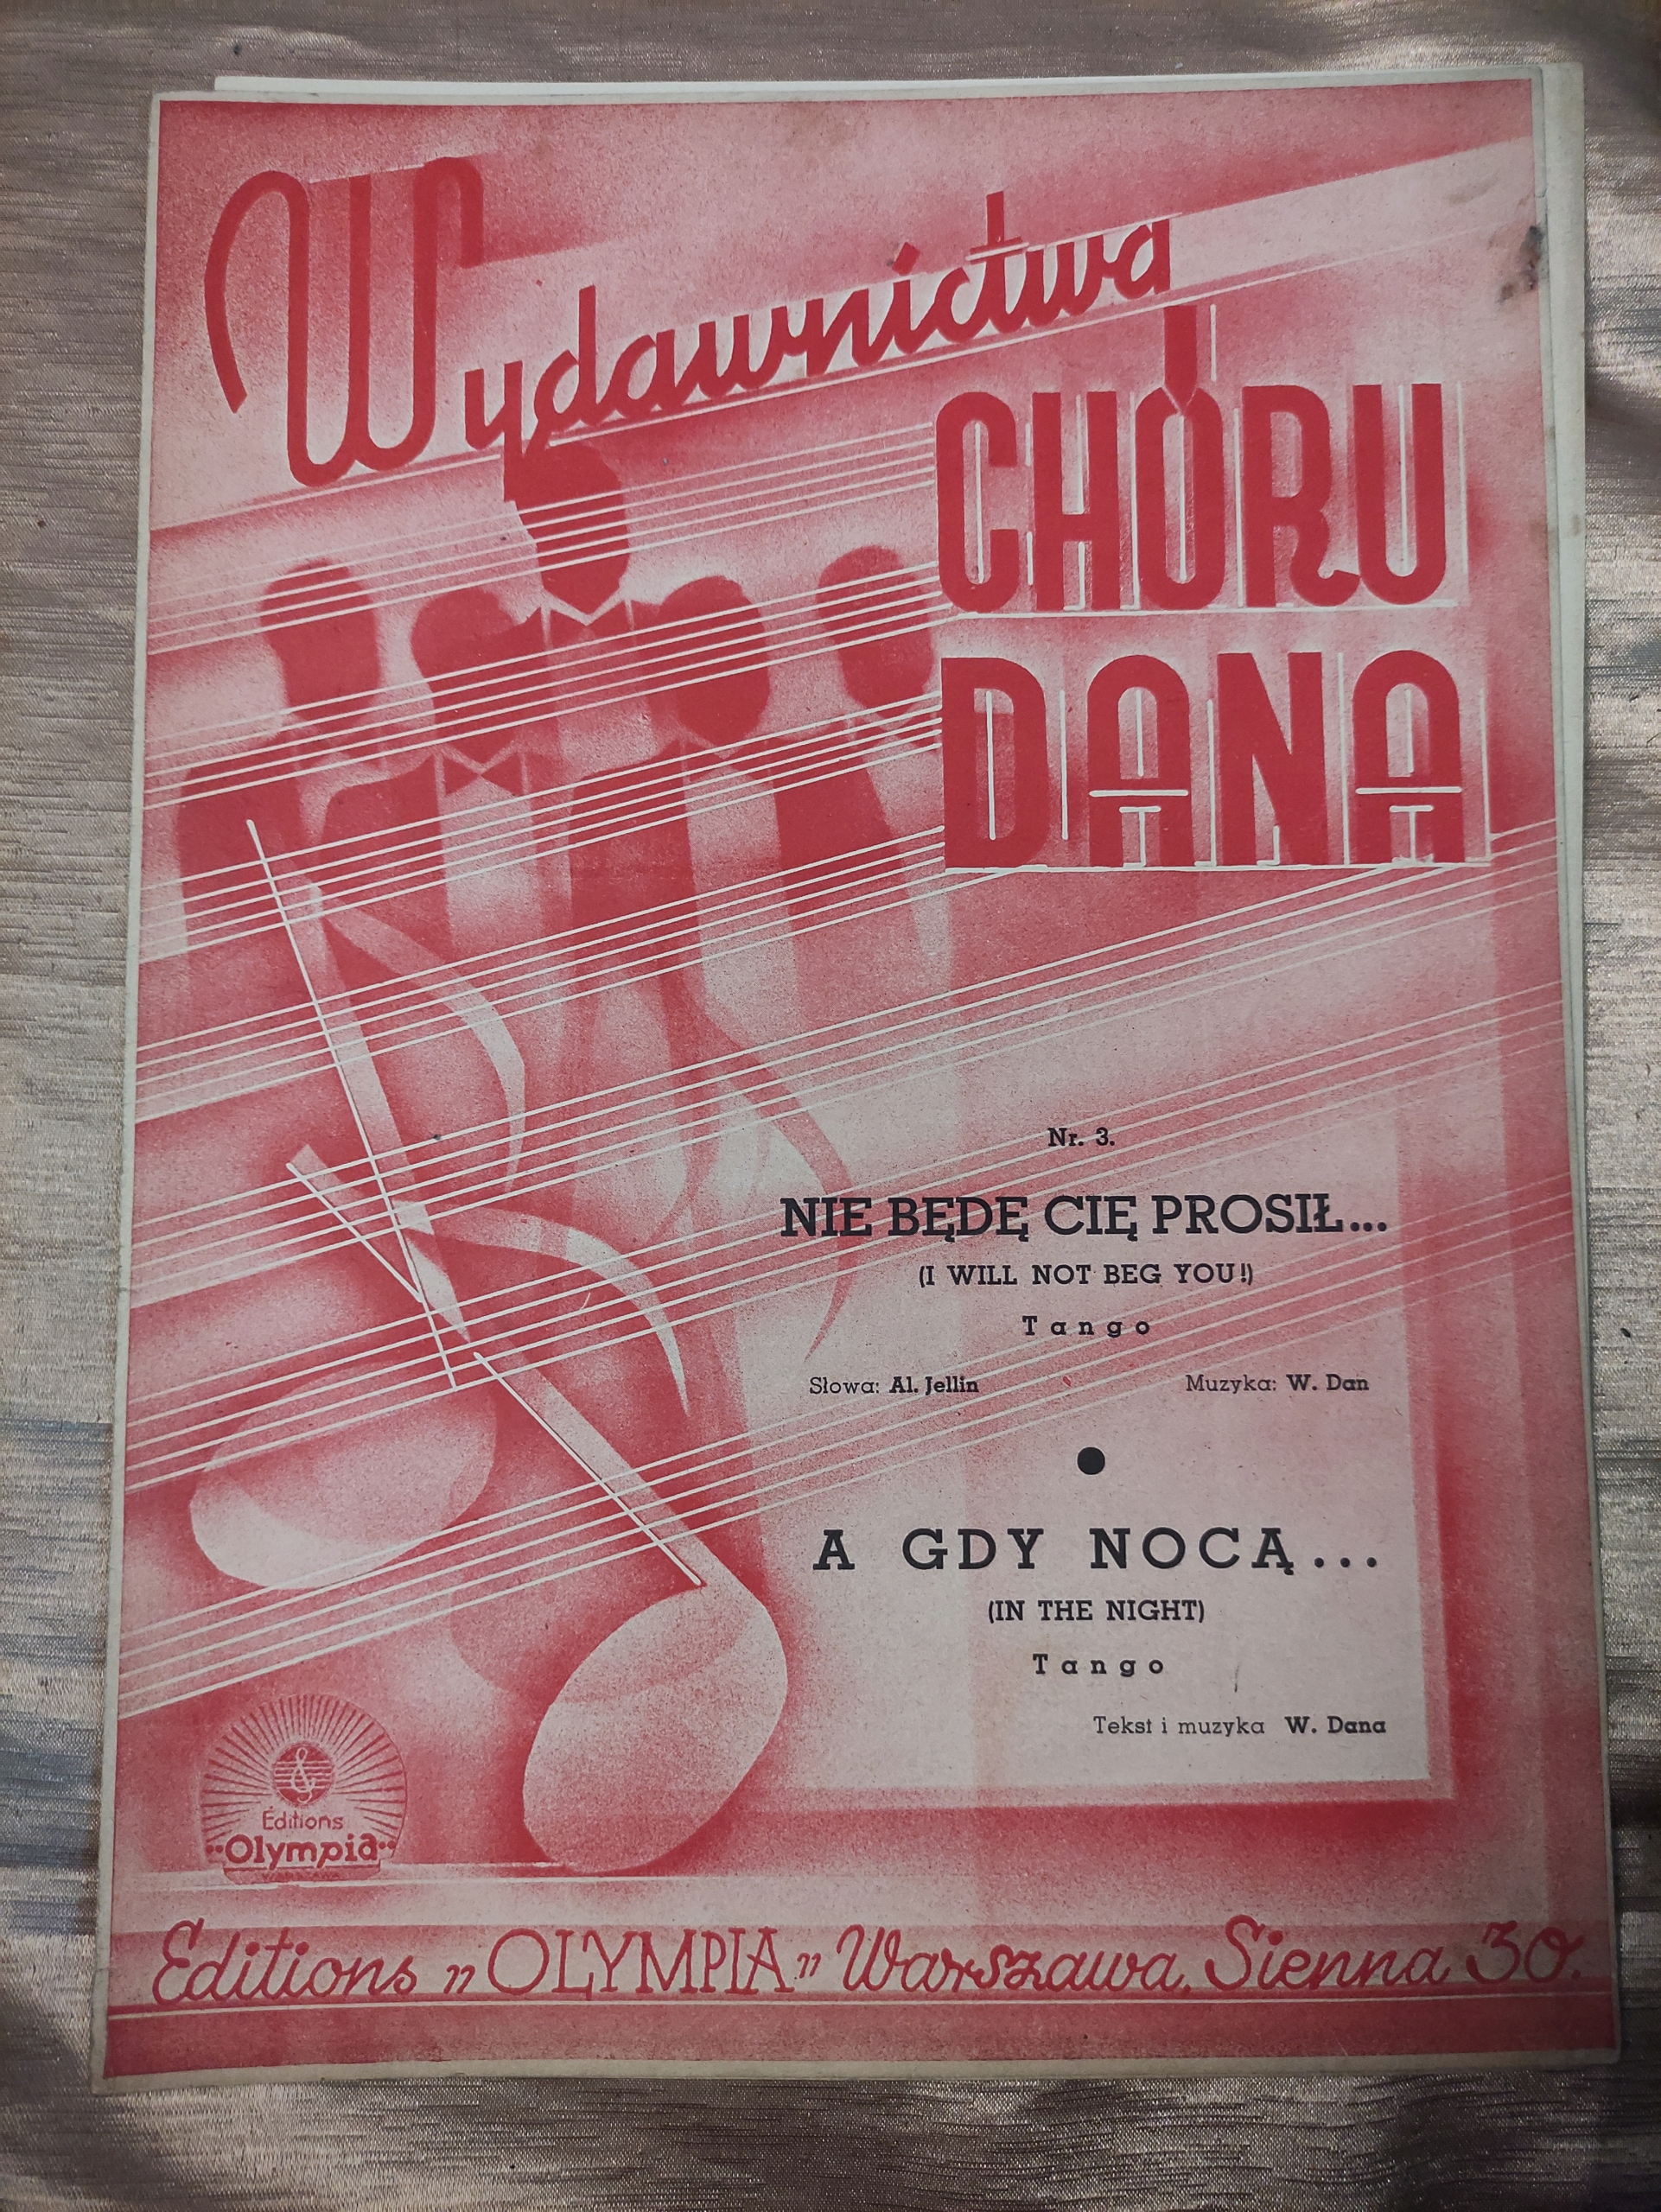 Wydawnictwa
CHÓRU
DANA
Nr. 3.
NIE BĘDĘ CIĘ PROSIŁ...
(I WILL NOT BEG YOU!)
Tango
Słowa: Al. Jellin Muzyka: W. Dan
●
A GDY NOCĄ...
(IN THE NIGHT)
Tango
Tekst i muzyka W. Dana
Editions
"Olympia"
Editions „OLYMPIA„ Warszawa, Sienna 30.